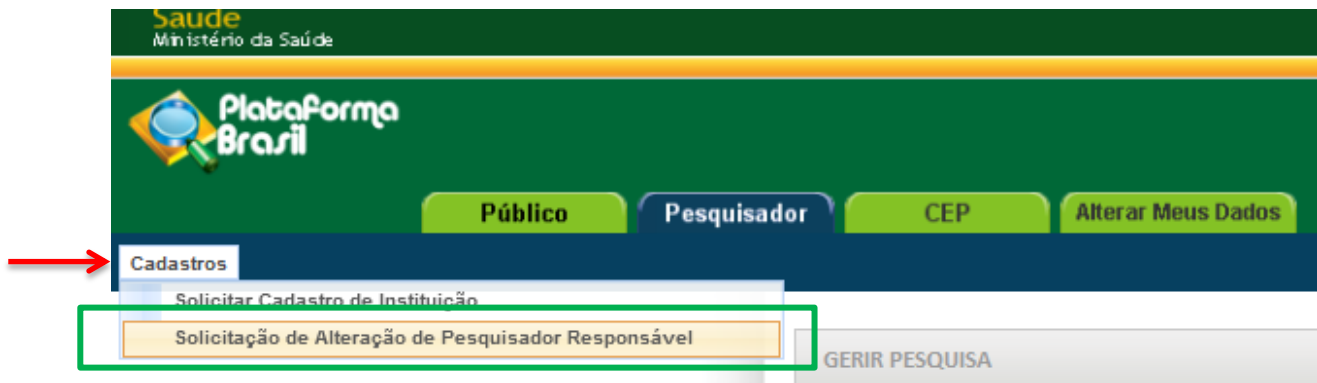 Saude
Ministério da Saúde
Plataforma
Brasil
Público Pesquisador CEP Alterar Meus Dados
Cadastros
Solicitar Cadastro de Instituição
Solicitação de Alteração de Pesquisador Responsável
GERIR PESQUISA